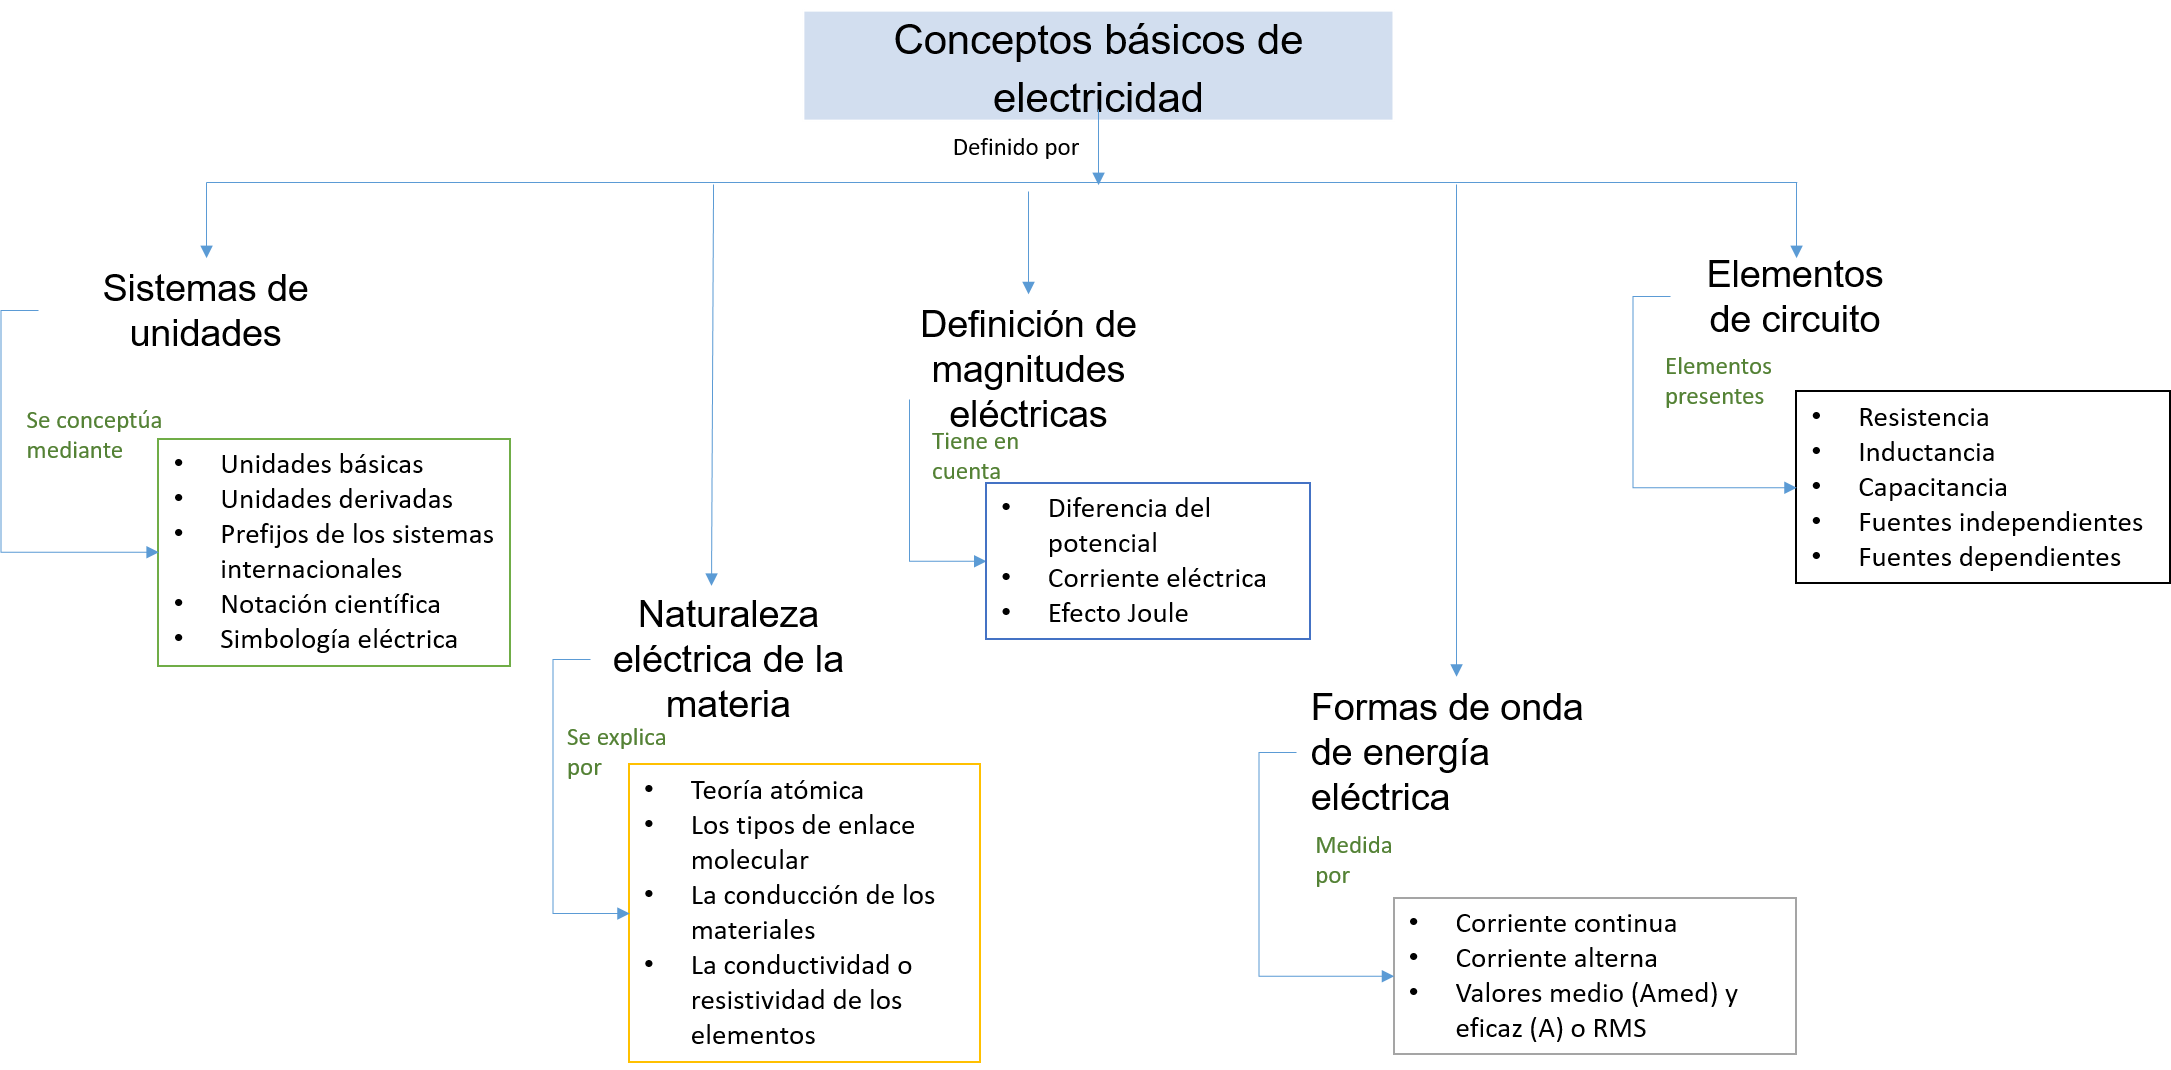 Conceptos básicos de
electricidad
Definido por
Sistemas de
unidades
Se conceptúa
mediante
• Unidades básicas
• Unidades derivadas
• Prefijos de los sistemas
internacionales
• Notación científica
• Simbología eléctrica
Naturaleza
eléctrica de la
materia
Se explica
por
• Teoría atómica
• Los tipos de enlace
molecular
• La conducción de los
materiales
• La conductividad o
resistividad de los
elementos
Definición de
magnitudes
eléctricas
Tiene en
cuenta
• Diferencia del
potencial
• Corriente eléctrica
• Efecto Joule
Formas de onda
de energía
eléctrica
Medida
por
• Corriente continua
• Corriente alterna
• Valores medio (Amed) y
eficaz (A) o RMS
Elementos
de circuito
Elementos
presentes
• Resistencia
• Inductancia
• Capacitancia
• Fuentes independientes
• Fuentes dependientes